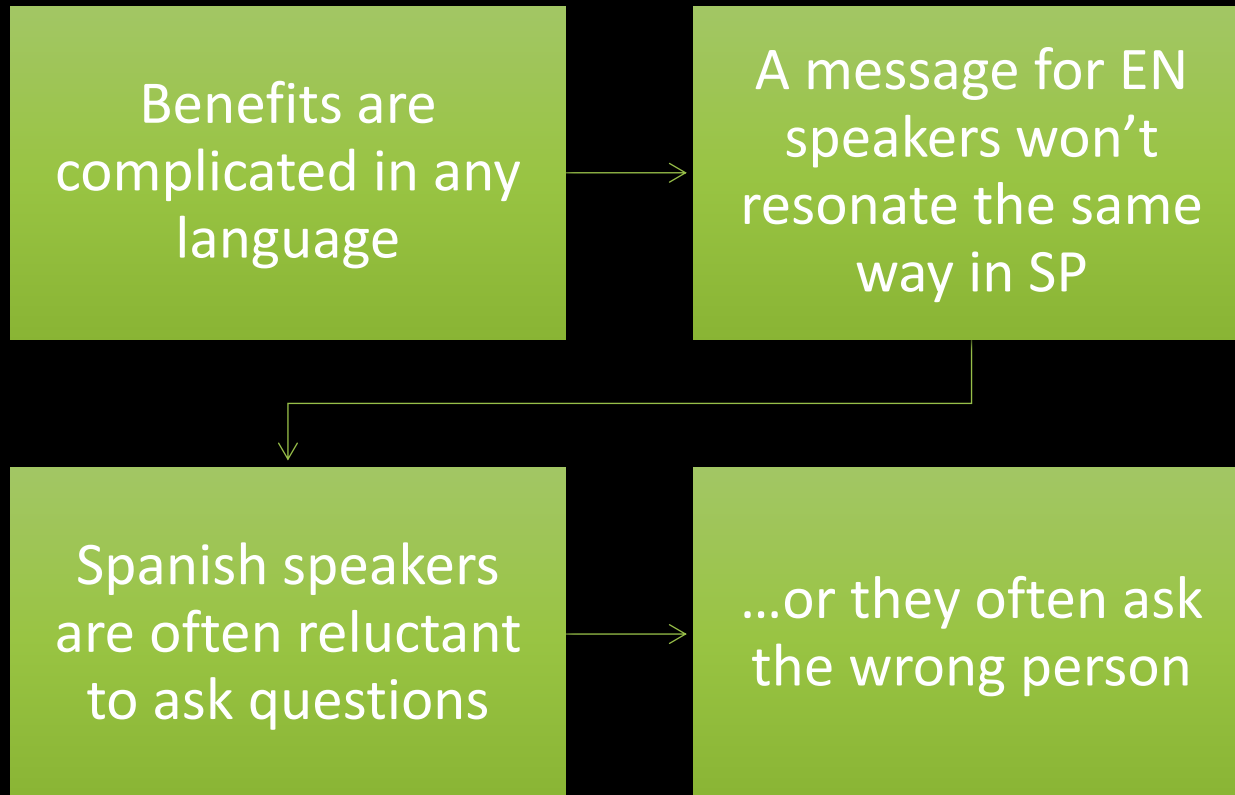 Benefits are
complicated in any
language
A message for EN
speakers won’t
resonate the same
way in SP
Spanish speakers
are often reluctant
to ask questions
…or they often ask
the wrong person